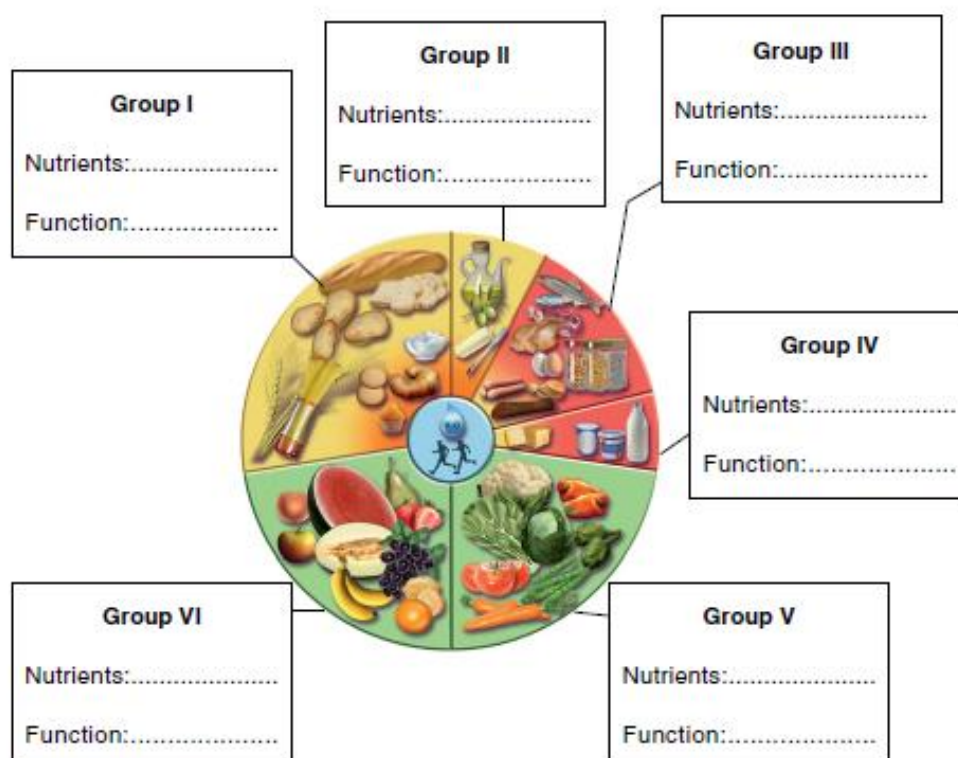 Group I
Nutrients:......................
Function:......................
Group II
Nutrients:......................
Function:......................
Group III
Nutrients:......................
Function:......................
Group IV
Nutrients:......................
Function:......................
Group VI
Nutrients:......................
Function:......................
Group V
Nutrients:......................
Function:......................